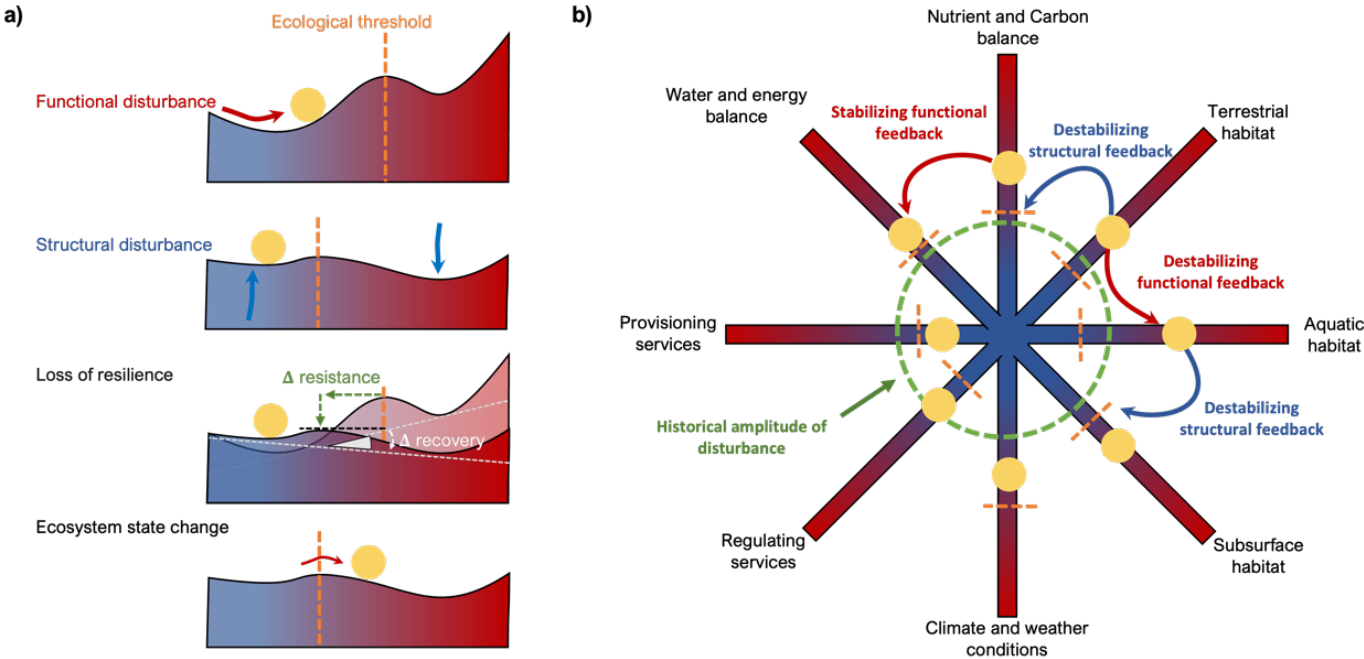 a)
Ecological threshold
Functional disturbance
Structural disturbance
Loss of resilience
Δ resistance
Δ recovery
Ecosystem state change
b)
Nutrient and Carbon
balance
Water and energy
balance
Stabilizing functional
feedback
Destabilizing
structural feedback
Terrestrial
habitat
Destabilizing
functional feedback
Provisioning
services
Aquatic
habitat
Historical amplitude of
disturbance
Destabilizing
structural feedback
Regulating
services
Subsurface
habitat
Climate and weather
conditions